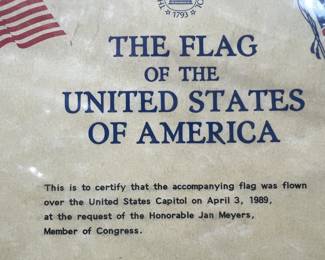 1793
THE FLAG
OF THE
UNITED STATES
OF AMERICA
This is to certify that the accompanying flag was flown
over the United States Capitol on April 3, 1989,
at the request of the Honorable Jan Meyers,
Member of Congress.